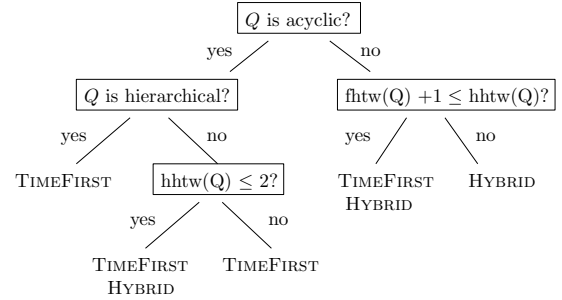 Q is acyclic?
yes
no
Q is hierarchical?
fhtw(Q) +1 ≤ hhtw(Q)?
yes
no
yes
no
TIMEFIRST
hhtw(Q) ≤ 2?
TIMEFIRST
HYBRID
HYBRID
yes
no
TIMEFIRST
HYBRID
TIMEFIRST